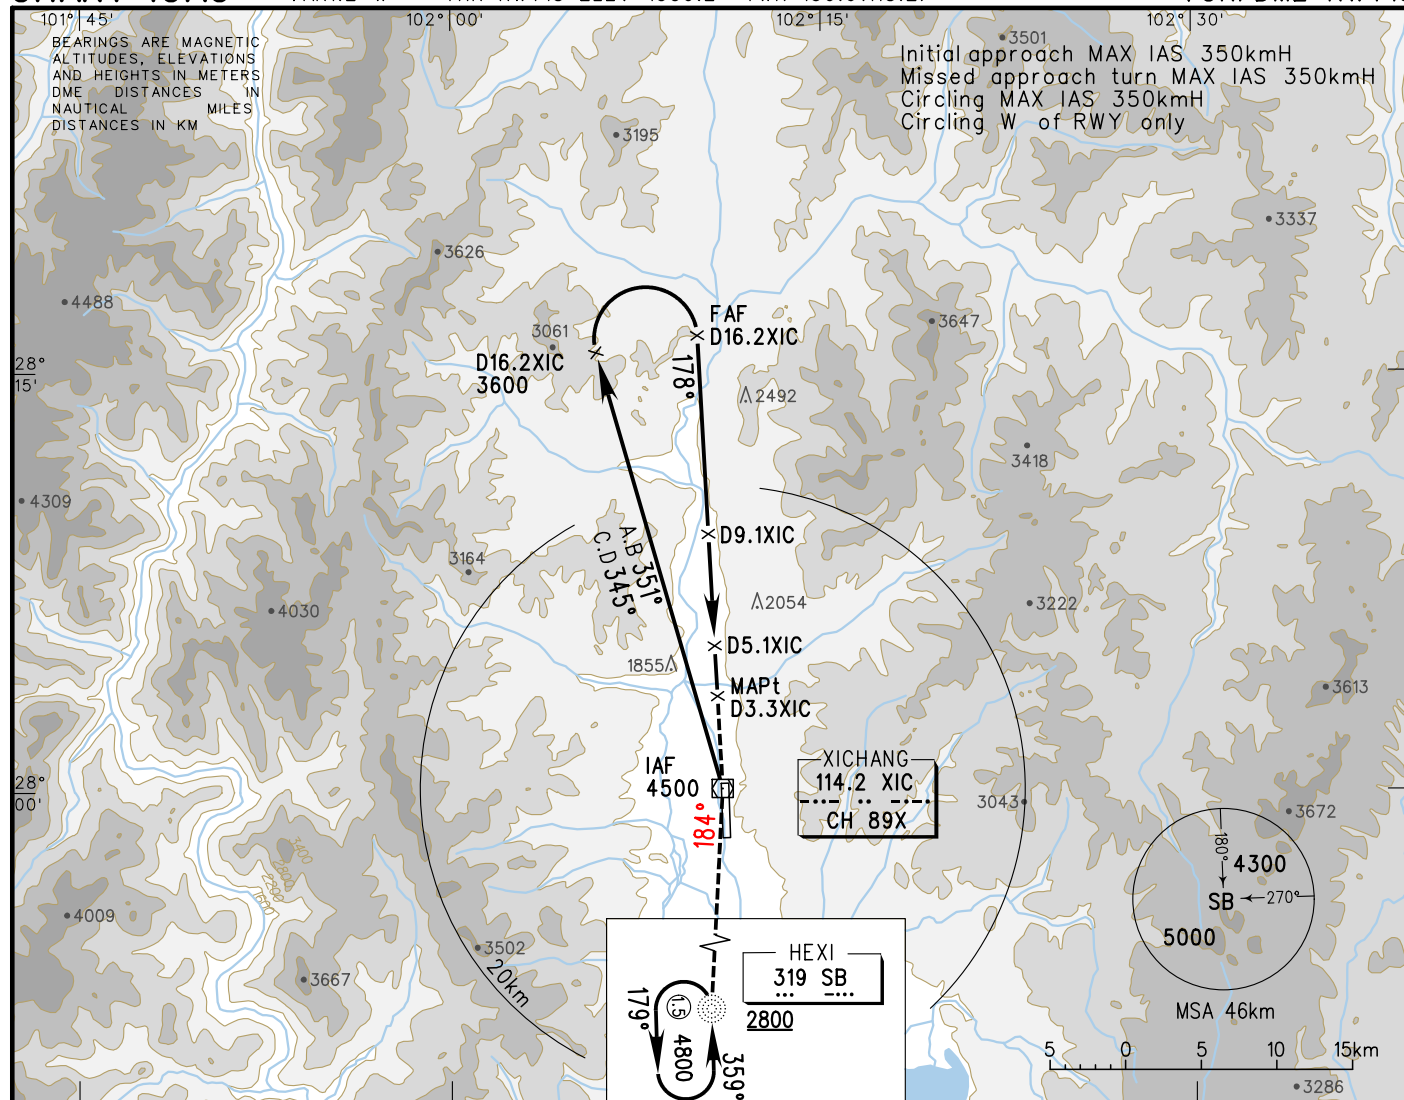 101° 45'
102° 00'
102° 15'
102° 30'
BEARINGS ARE MAGNETIC
ALTITUDES, ELEVATIONS
AND HEIGHTS IN METERS
DME DISTANCES IN
NAUTICAL MILES
DISTANCES IN KM
Initial approach MAX IAS 350kmH
Missed approach turn MAX IAS 350kmH
Circling MAX IAS 350kmH
Circling W of RWY only
3501
3195
3337
3626
4488
3647
3061
FAF
D16.2XIC
D16.2XIC
3600
28°
15'
178°
2492
3418
4309
D9.1XIC
A.B 351°
C.D 345°
3164
4030
2054
3222
D5.1XIC
1855
MAPt
D3.3XIC
3613
IAF
4500
XICHANG
114.2 XIC
CH 89X
28°
00'
184°
3043
3672
3400
2800
2200
1600
180°
4300
SB
270°
5000
MSA 46km
4009
3502
3667
20km
HEXI
319 SB
2800
179°
1.5
4800
359°
5 0 5 10 15km
3286